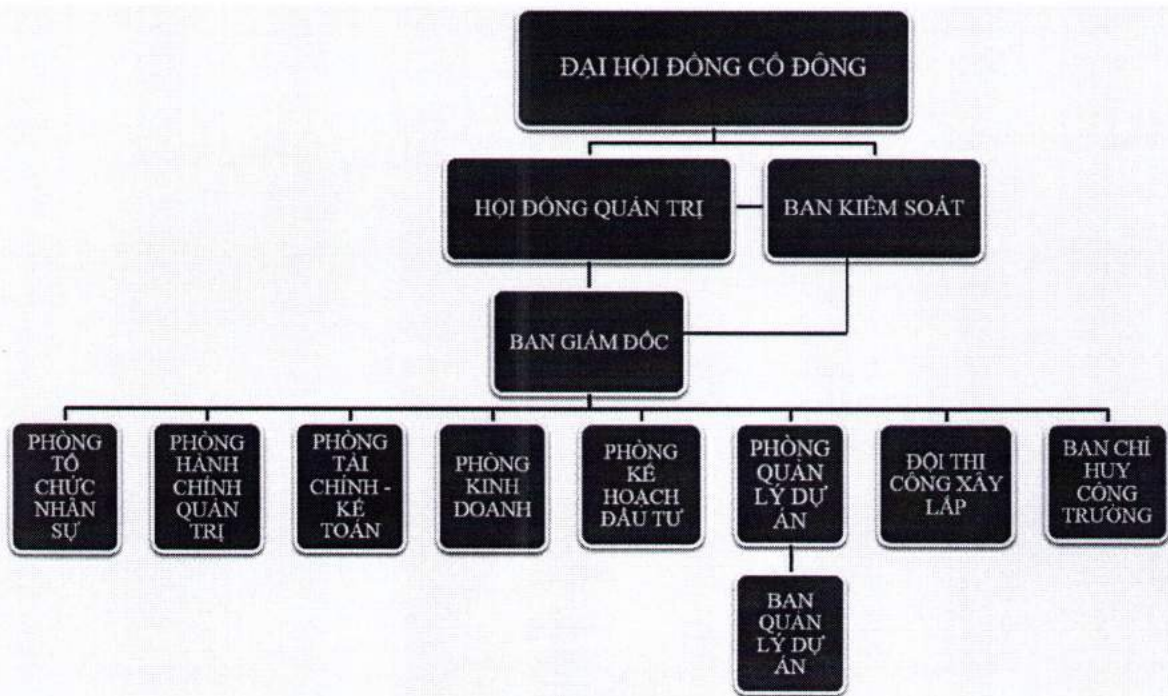 ĐẠI HỘI ĐỒNG CỔ ĐÔNG
HỘI ĐỒNG QUẢN TRỊ
BAN KIỂM SOÁT
BAN GIÁM ĐỐC
PHÒNG
TỔ
CHỨC
NHÂN
SỰ
PHÒNG
HÀNH
CHÍNH
QUẢN
TRỊ
PHÒNG
TÀI
CHÍNH -
KẾ
TOÁN
PHÒNG
KINH
DOANH
PHÒNG
KẾ
HOẠCH
ĐẦU TƯ
PHÒNG
QUẢN
LÝ DỰ
ÁN
ĐỘI THI
CÔNG XÂY
LẮP
BAN CHỈ
HUY
CÔNG
TRƯỜNG
BAN
QUẢN
LÝ DỰ
ÁN